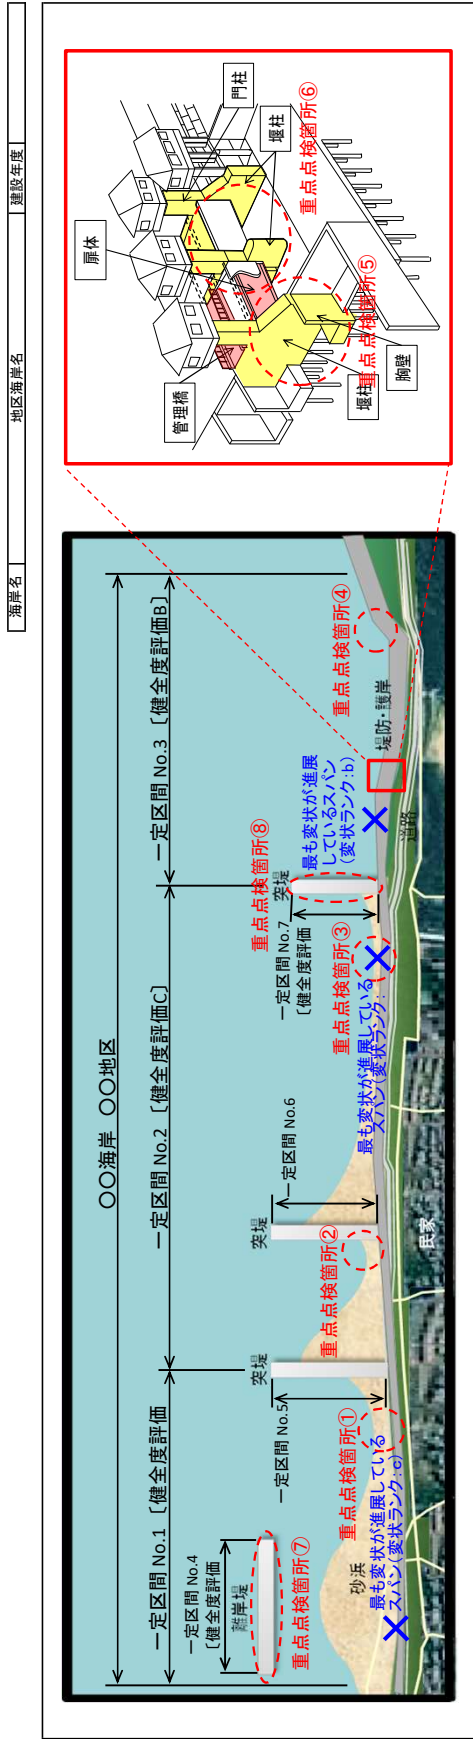 海岸名
地区海岸名
建設年度
〇〇海岸 〇〇地区
一定区間 No.1 〔健全度評価
一定区間 No.2 〔健全度評価C〕
一定区間 No.3 〔健全度評価B〕
一定区間 No.4
〔健全度評価
離岸堤
重点点検箇所⑦
突堤
一定区間 No.5
突堤
一定区間 No.6
重点点検箇所⑧
突堤
一定区間 No.7
〔健全度評価
最も変状が進展
しているスパン
(変状ランク:b)
重点点検箇所①
砂浜
最も変状が進展している
スパン(変状ランク:c)
重点点検箇所②
重点点検箇所③
最も変状が進展している
スパン(変状ランク:
重点点検箇所④
堤防・護岸
道路
民家
管理橋
扉体
門柱
堰柱
重点点検箇所⑥
重点点検箇所⑤
堰柱
胸壁